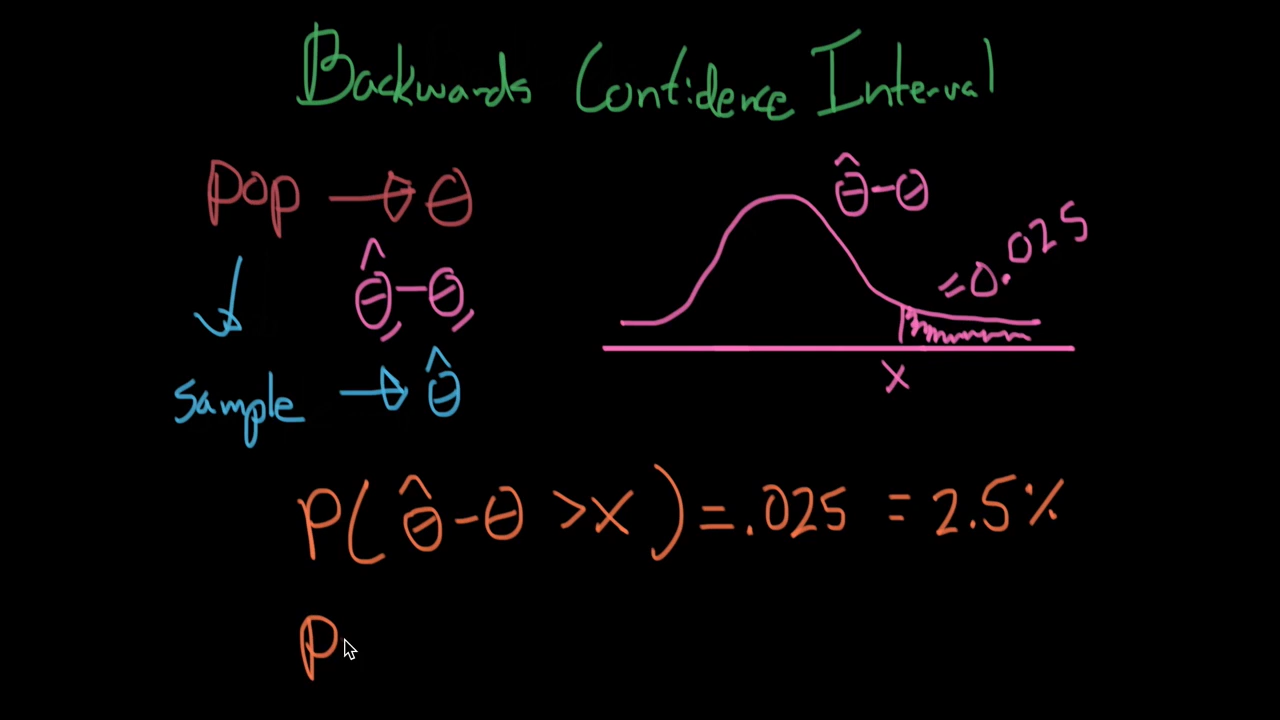 Backwards Confidence Interval
pop → θ
θ̂-θ
= 0.025
θ̂-θ
x
sample → θ̂
P( θ̂-θ >x ) = .025 = 2.5%
P